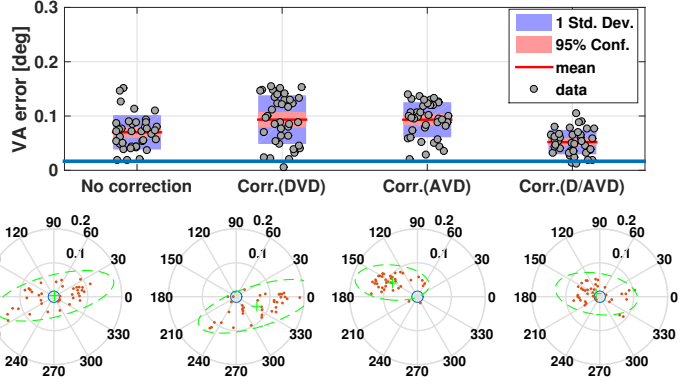 0.3
1 Std. Dev.
95% Conf.
mean
data
0.2
0.1
0
VA error [deg]
No correction Corr.(DVD) Corr.(AVD) Corr.(D/AVD)
90 0.2 90 0.2 90 0.2 90 0.2
120 60 120 60 120 60 120 60
0.1 0.1 0.1 0.1
30 150 30 150 30 150 30
0 180 0 180 0 180 0
330 210 330 210 330 210 330
240 300 240 300 240 300 240 300
270 270 270 270